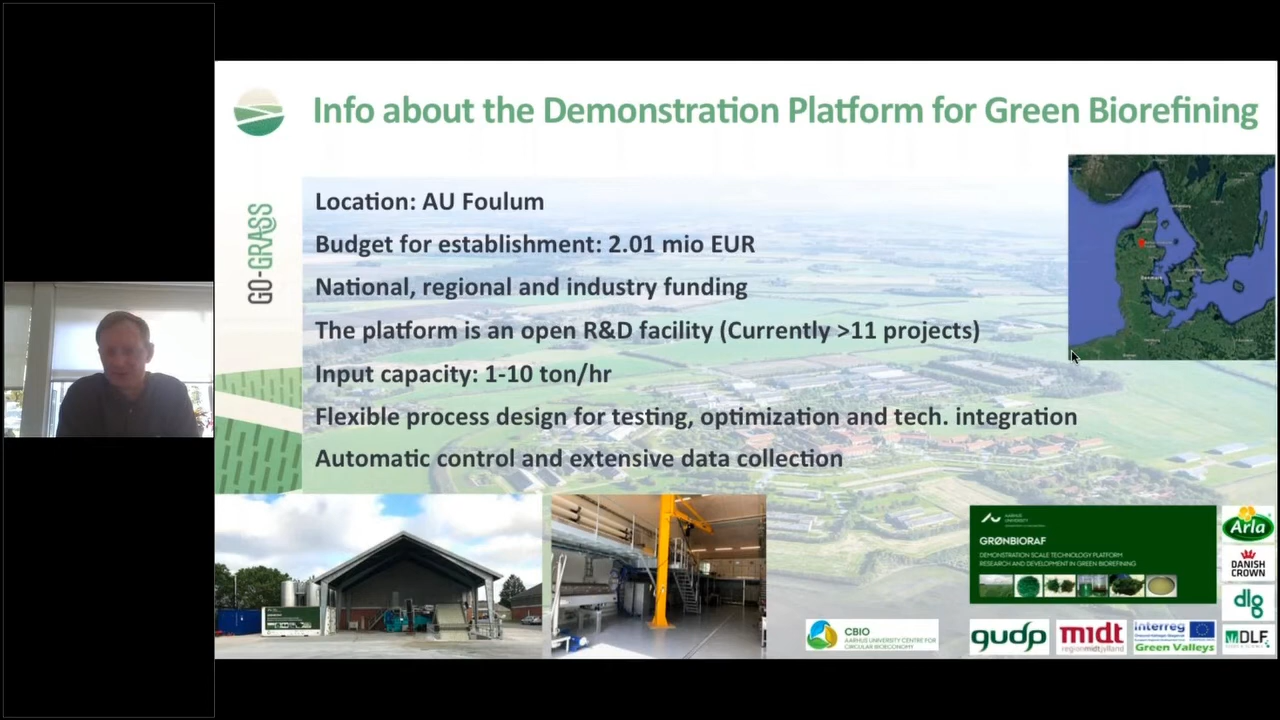 Info about the Demonstration Platform for Green Biorefining
GO-GRASS
Location: AU Foulum
Budget for establishment: 2.01 mio EUR
National, regional and industry funding
The platform is an open R&D facility (Currently >11 projects)
Input capacity: 1-10 ton/hr
Flexible process design for testing, optimization and tech. integration
Automatic control and extensive data collection
Denmark
AARHUS
UNIVERSITY
GRØNBIORAF
DEMONSTRATION SCALE TECHNOLOGY PLATFORM
RESEARCH AND DEVELOPMENT IN GREEN BIOREFINING
Arla
DANISH
CROWN
dlg
CBIO
AARHUS UNIVERSITY CENTRE FOR
CIRCULAR BIOECONOMY
gudp
midt
regionmidtjylland
Interreg
Green Valleys
DLF